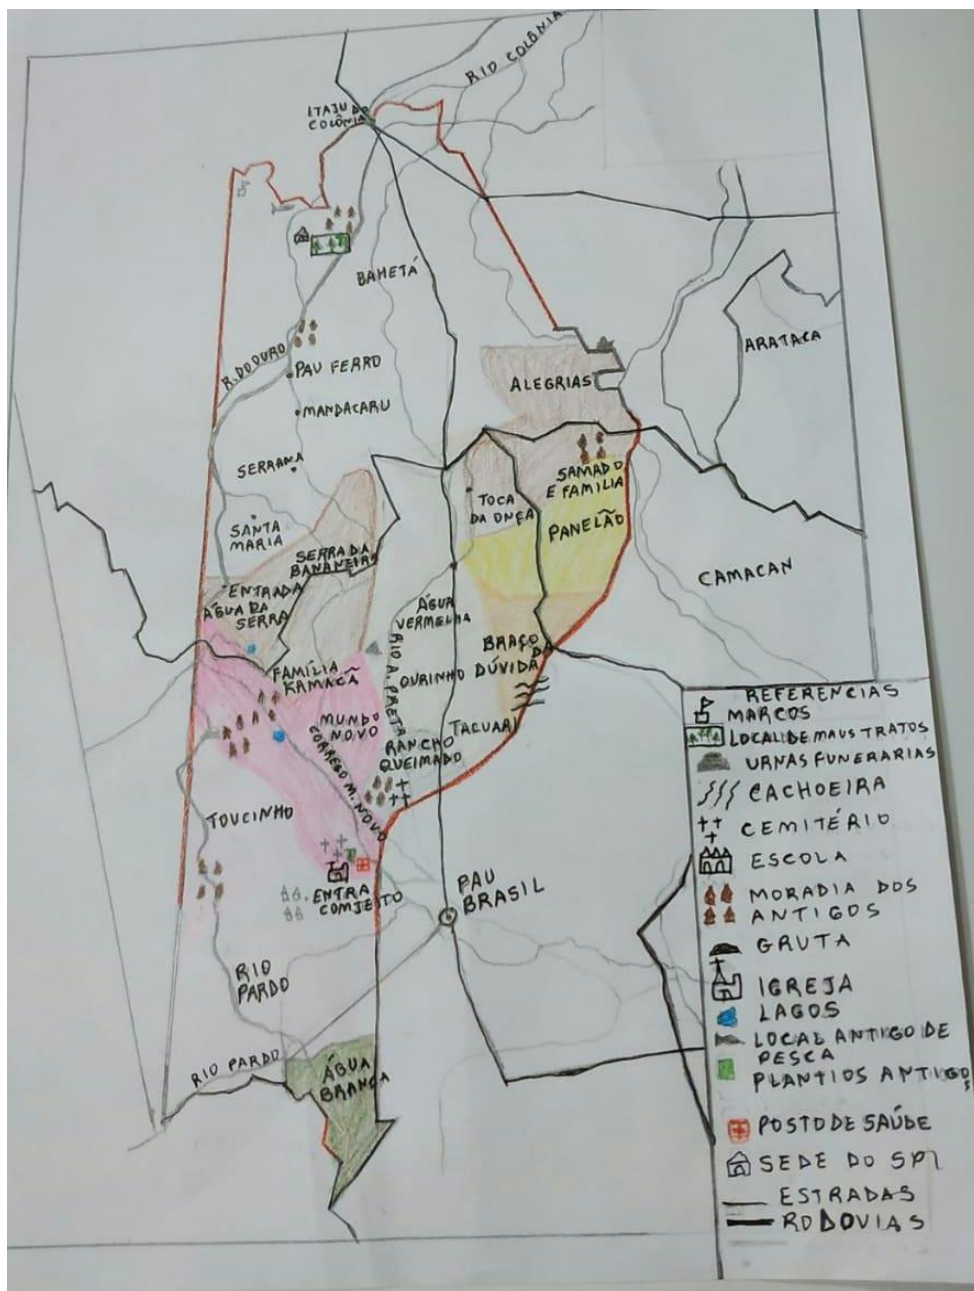 RIO COLÔNIA
ITAJU DO
COLÔNIA
BAHETÁ
R. DO OURO
PAU FERRO
MANDACARU
ARATACA
ALEGRIAS
SERRANA
SAMADO
E FAMILIA
TOCA
DA ONÇA
PANELÃO
SANTA
MARIA
SERRA DA
BANANEIRA
CAMACAN
ENTRADA
ÁGUA DA
SERRA
ÁGUA
VERMELHA
RIO A. PRETA
BRAÇO
DA
DÚVIDA
OURINHO
FAMÍLIA
KAMACÃ
MUNDO
NOVO
TACUARI
RANCHO
QUEIMADO
CORREGO M. NOVO
TOUCINHO
ENTRA
COMJEITO
PAU
BRASIL
RIO
PARDO
RIO PARDO
ÁGUA
BRANCA
REFERENCIAS
MARCOS
LOCAL DE MAUS TRATOS
URNAS FUNERARIAS
CACHOEIRA
CEMITÉRIO
ESCOLA
MORADIA DOS
ANTIGOS
GRUTA
IGREJA
LAGOS
LOCAL ANTIGO DE
PESCA
PLANTIOS ANTIGOS
POSTO DE SAÚDE
SEDE DO SPI
ESTRADAS
RODOVIAS